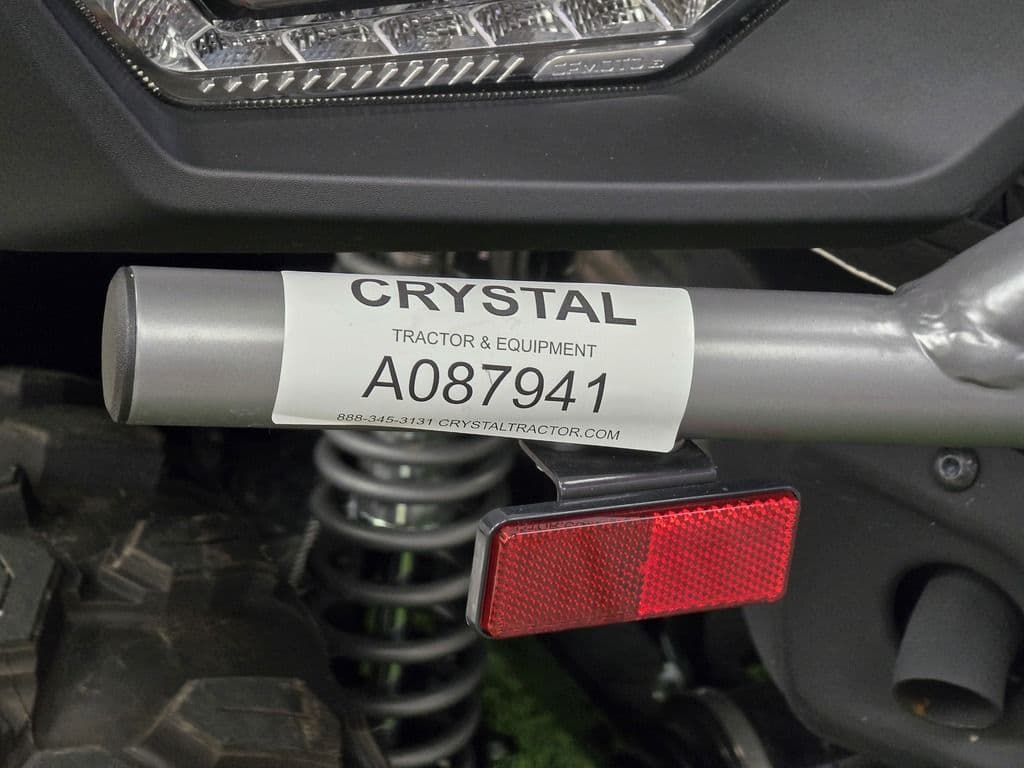 CRYSTAL
TRACTOR & EQUIPMENT
A087941
888-345-3131 CRYSTALTRACTOR.COM